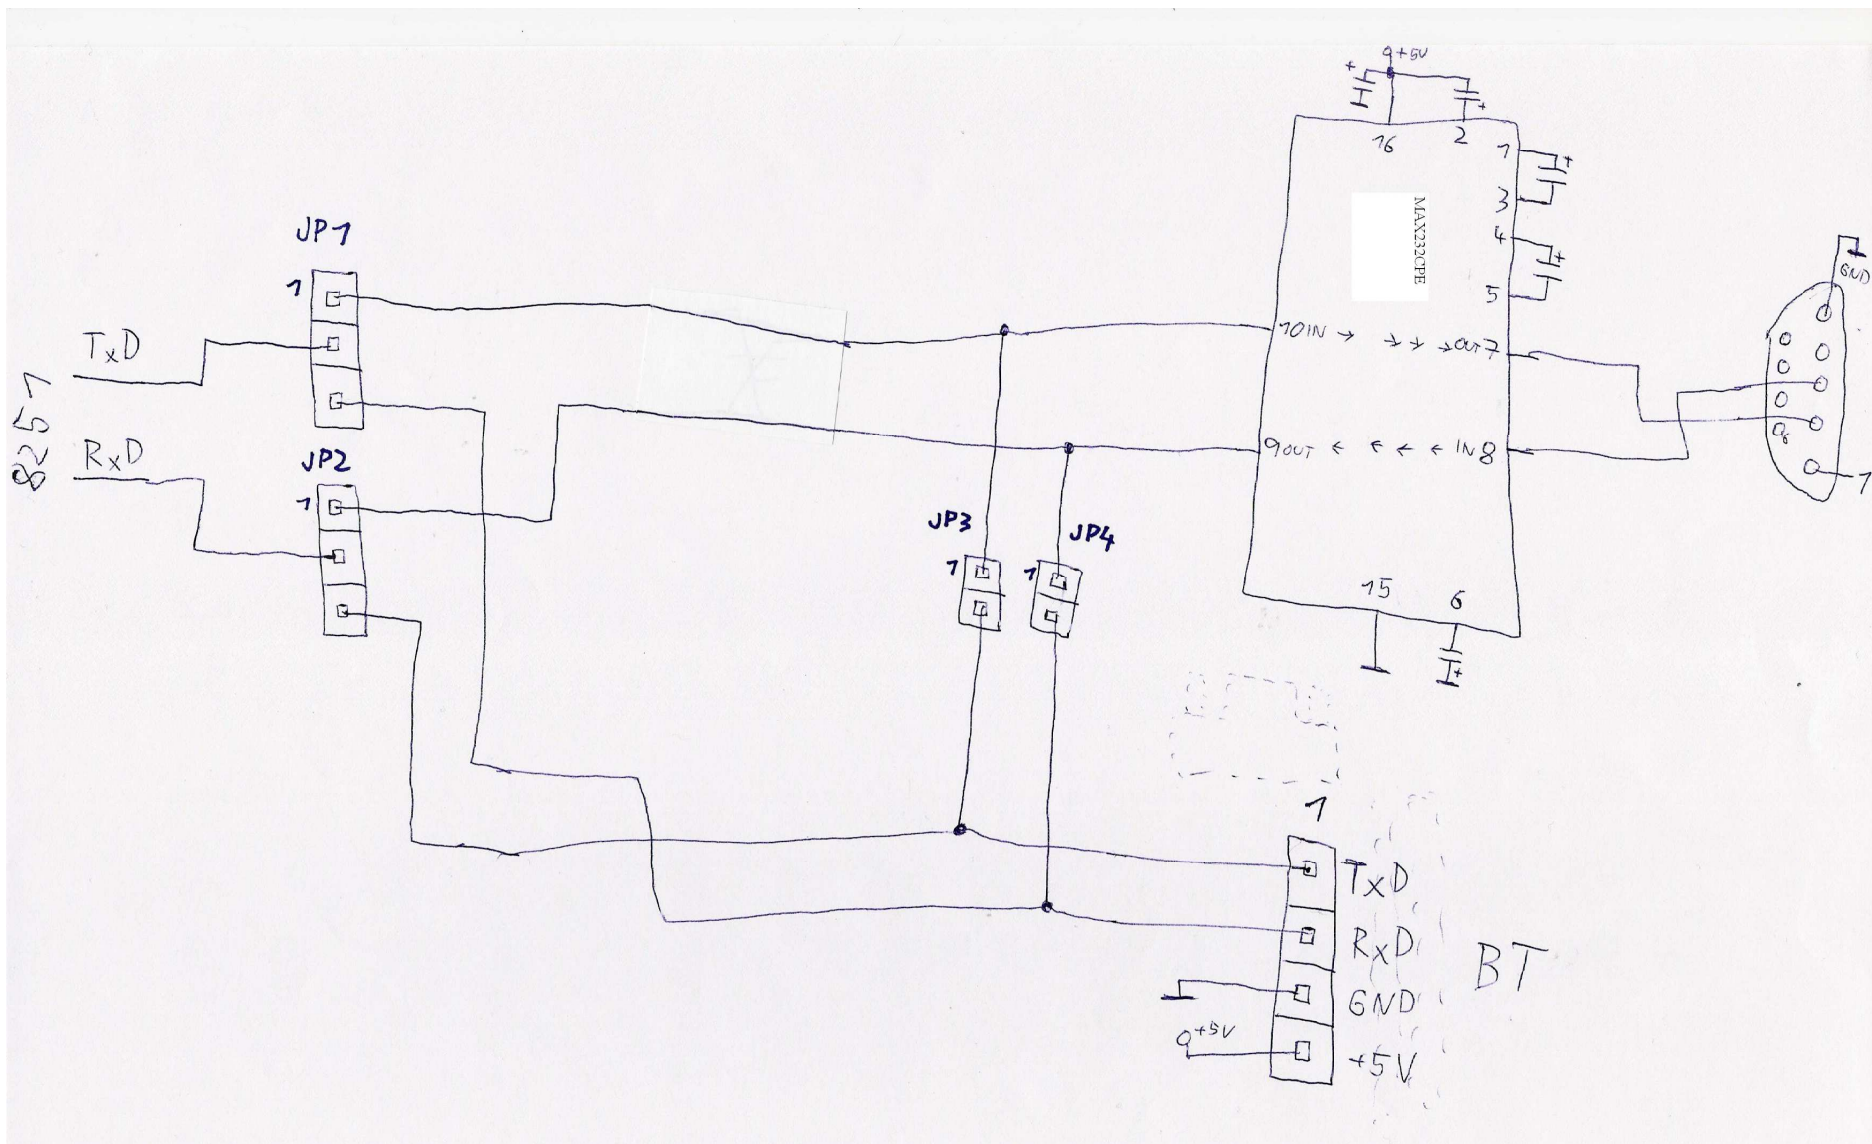 8251
TxD
RxD
JP1
1
JP2
1
JP3
1
JP4
1
+5V
+
+
16
2
1
+
3
4
+
5
MAX232CPE
10 IN → → → → OUT 7
9 OUT ← ← ← ← IN 8
15
6
+
GND
1
1
TxD
RxD
GND
+5V
+5V
BT